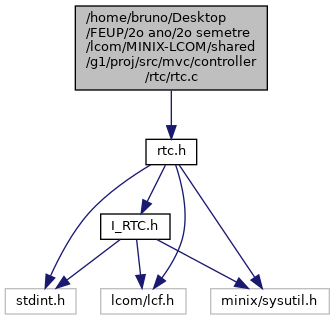 /home/bruno/Desktop
/FEUP/2o ano/2o semetre
/lcom/MINIX-LCOM/shared
/g1/proj/src/mvc/controller
/rtc/rtc.c
rtc.h
I_RTC.h
stdint.h
lcom/lcf.h
minix/sysutil.h